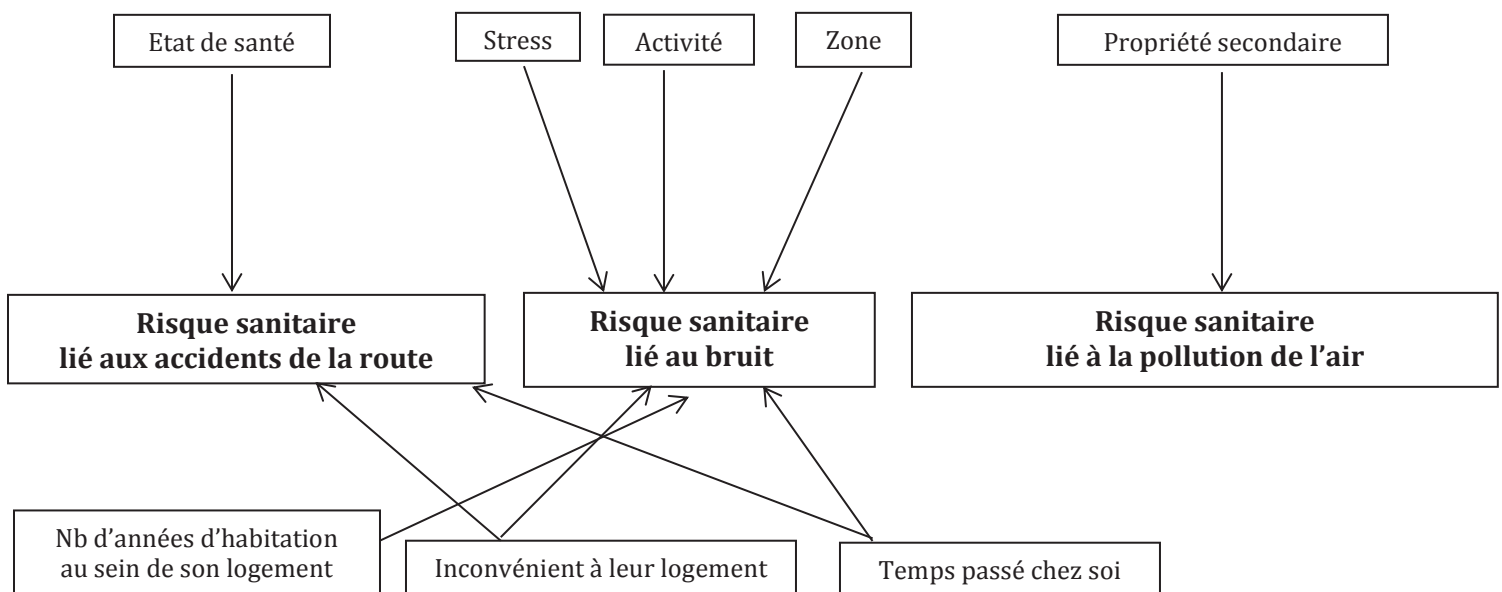 Etat de santé
Stress
Activité
Zone
Propriété secondaire
Risque sanitaire
lié aux accidents de la route
Risque sanitaire
lié au bruit
Risque sanitaire
lié à la pollution de l’air
Nb d’années d’habitation
au sein de son logement
Inconvénient à leur logement
Temps passé chez soi